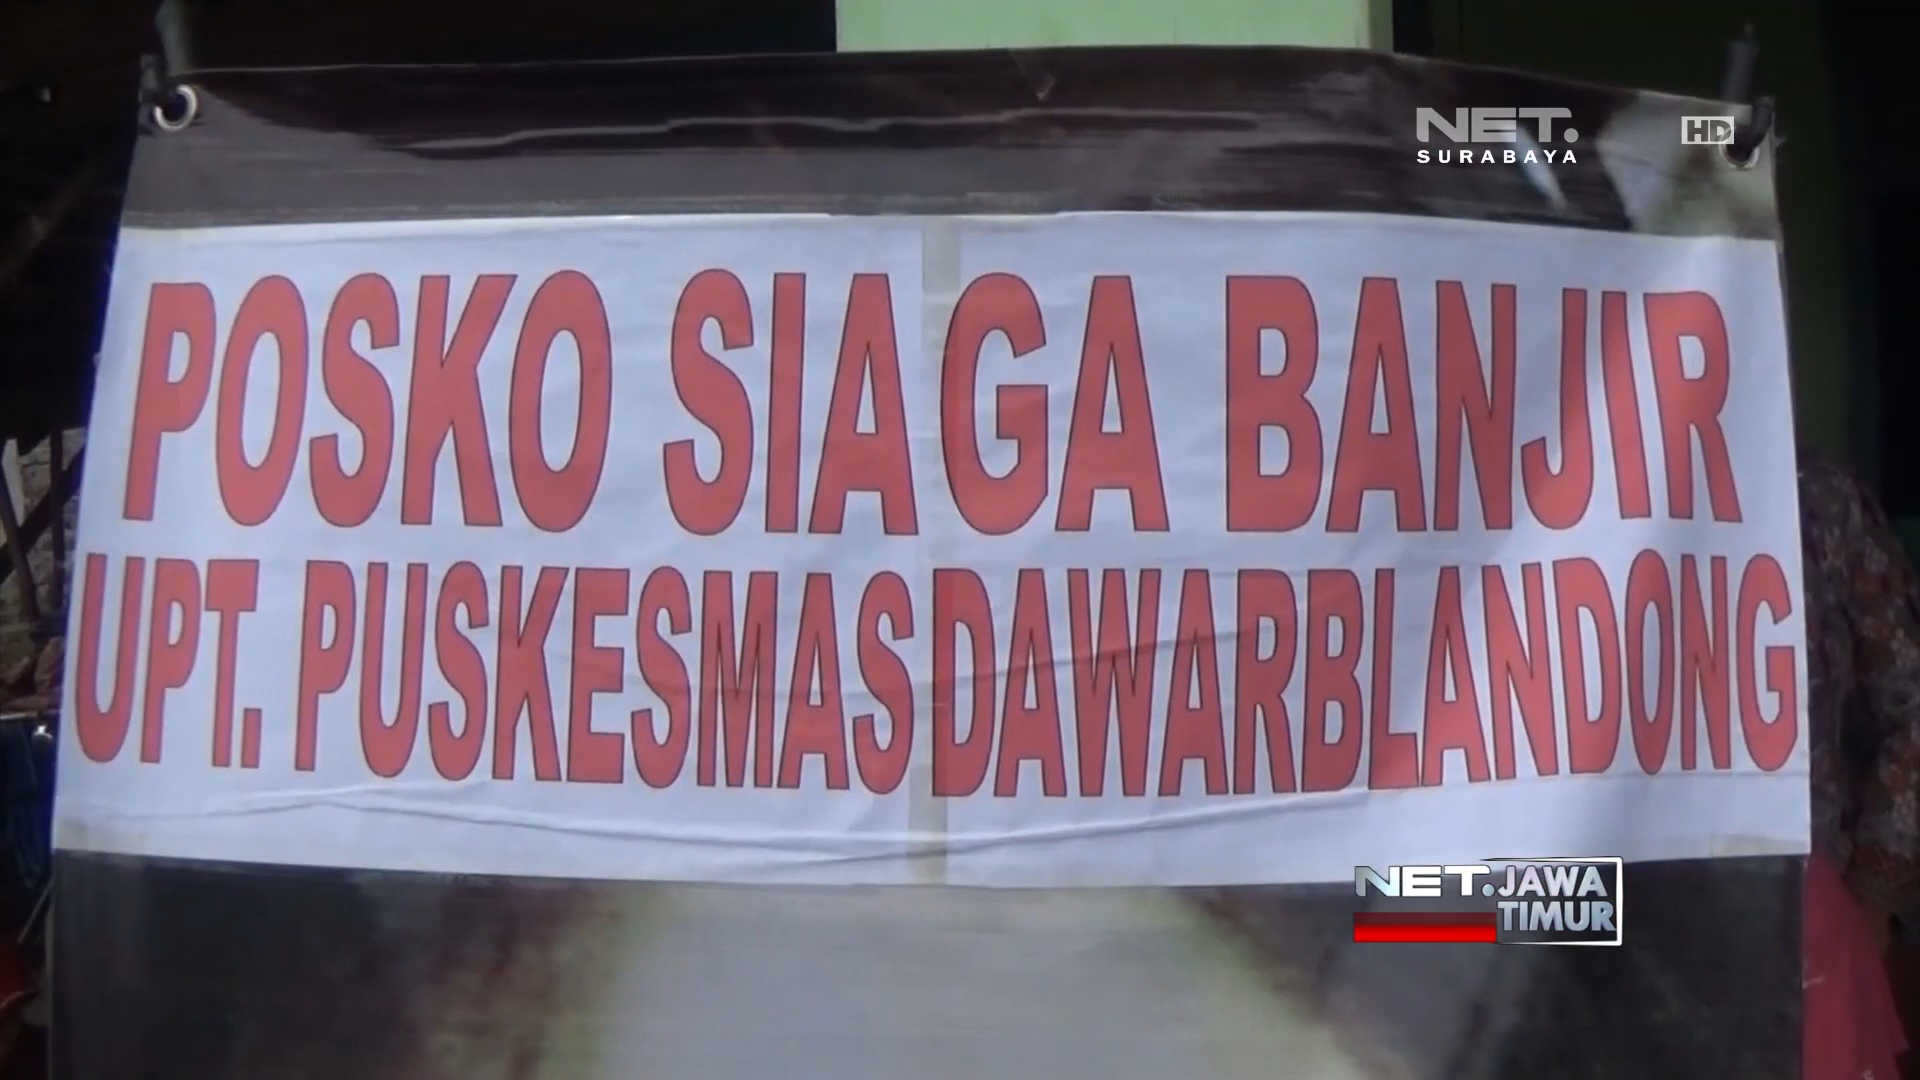 NET.
SURABAYA
HD
POSKO SIAGA BANJIR
UPT. PUSKESMAS DAWARBLANDONG
NET. JAWA
TIMUR